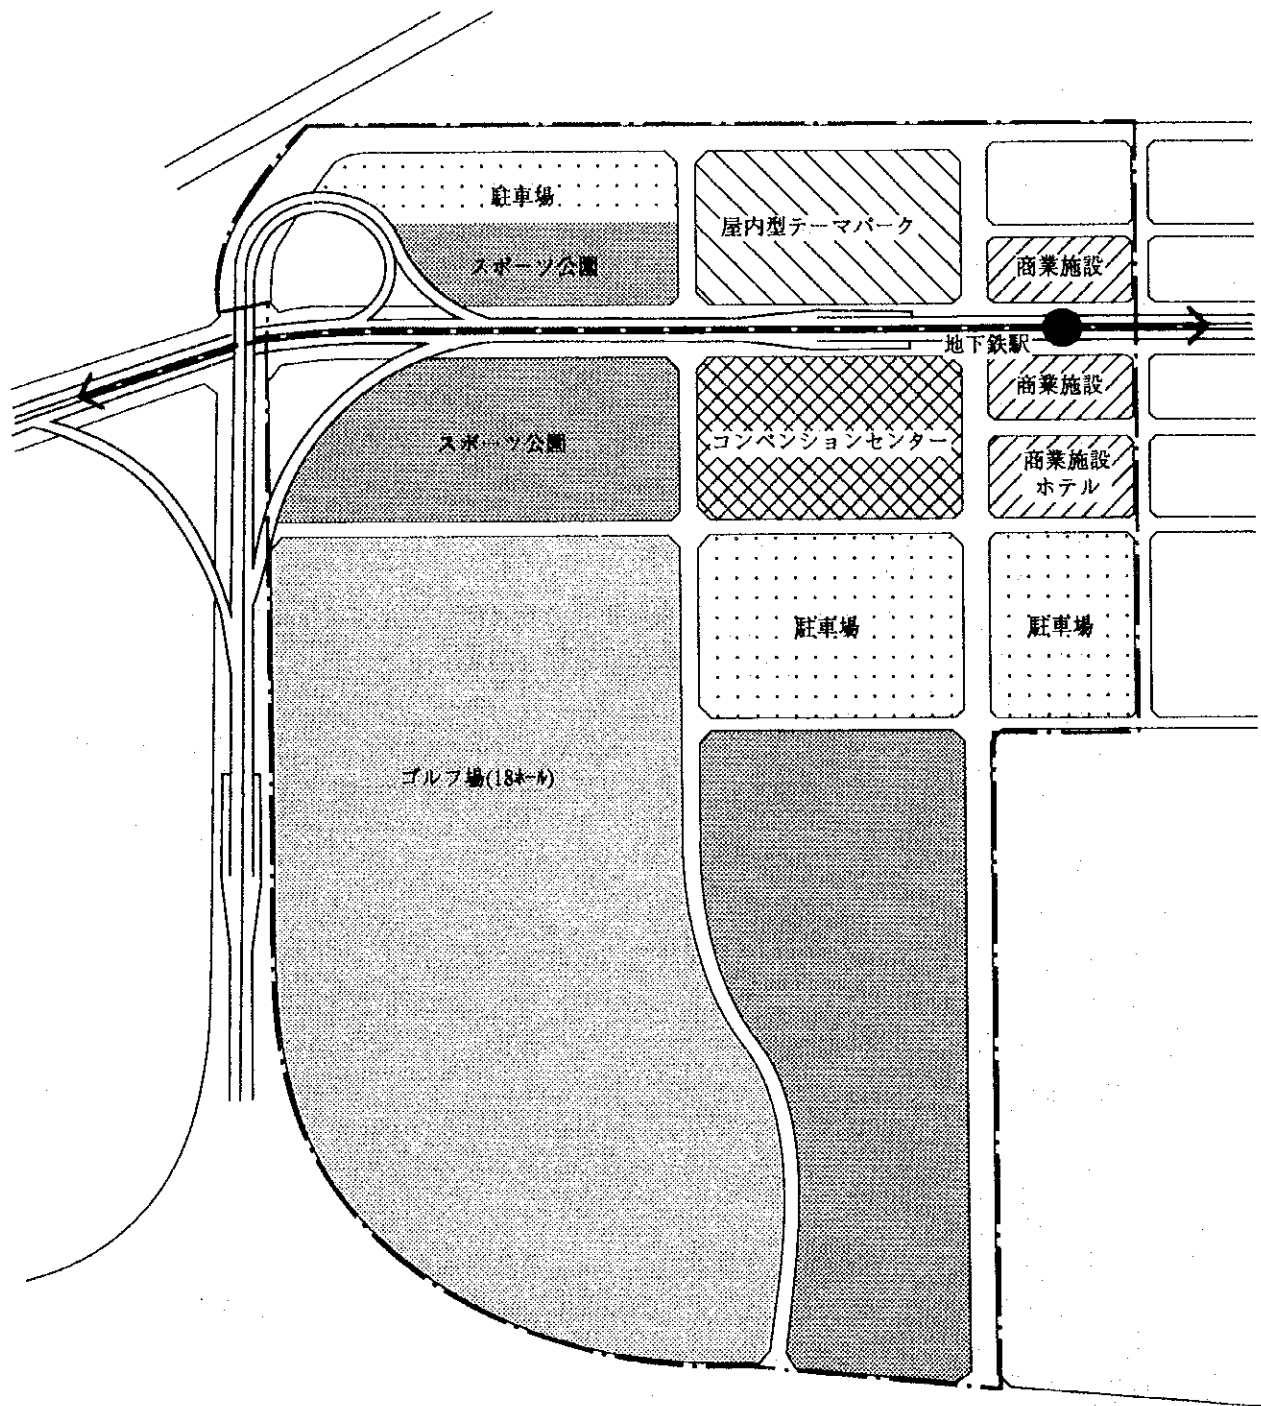 駐車場
屋内型テーマパーク
スポーツ公園
商業施設
地下鉄駅
商業施設
スポーツ公園
コンベンションセンター
商業施設
ホテル
駐車場
駐車場
ゴルフ場(18ホール)